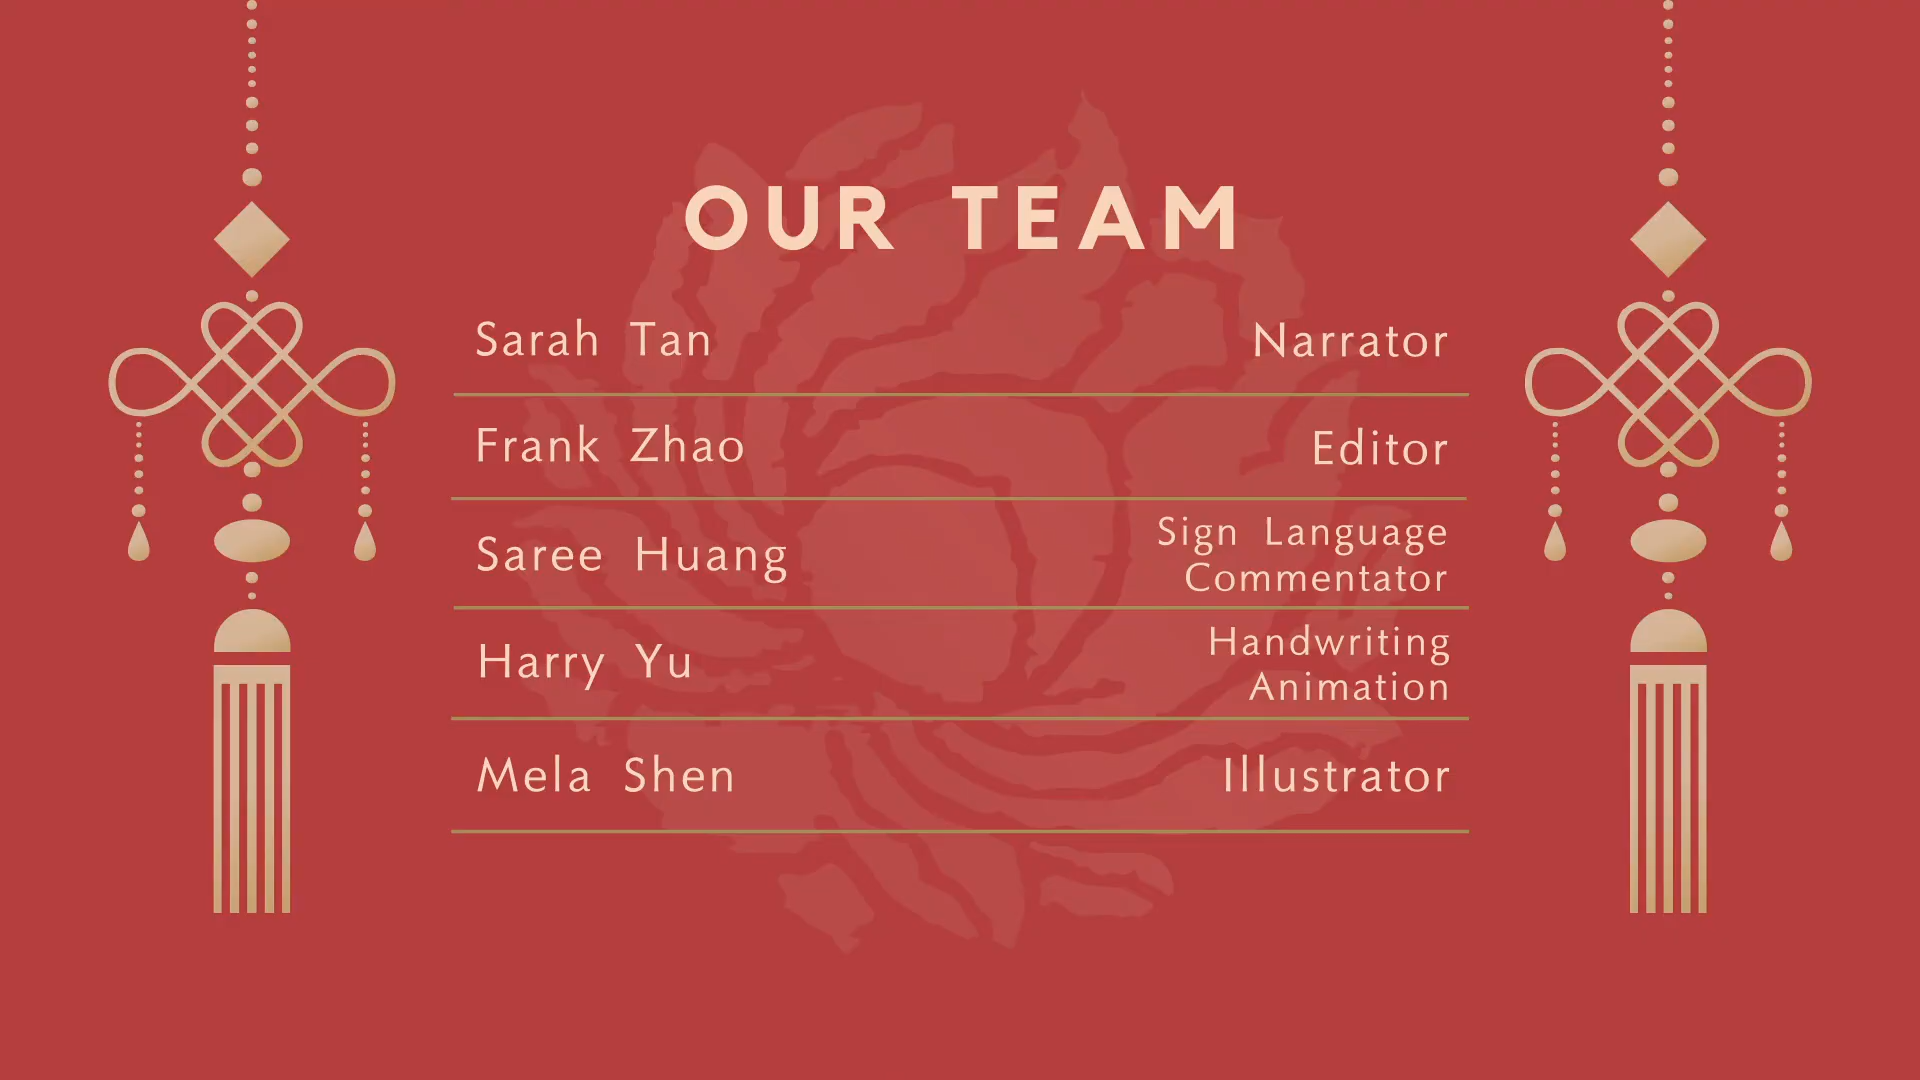 OUR TEAM
Sarah Tan Narrator
Frank Zhao Editor
Saree Huang Sign Language
Commentator
Harry Yu Handwriting
Animation
Mela Shen Illustrator